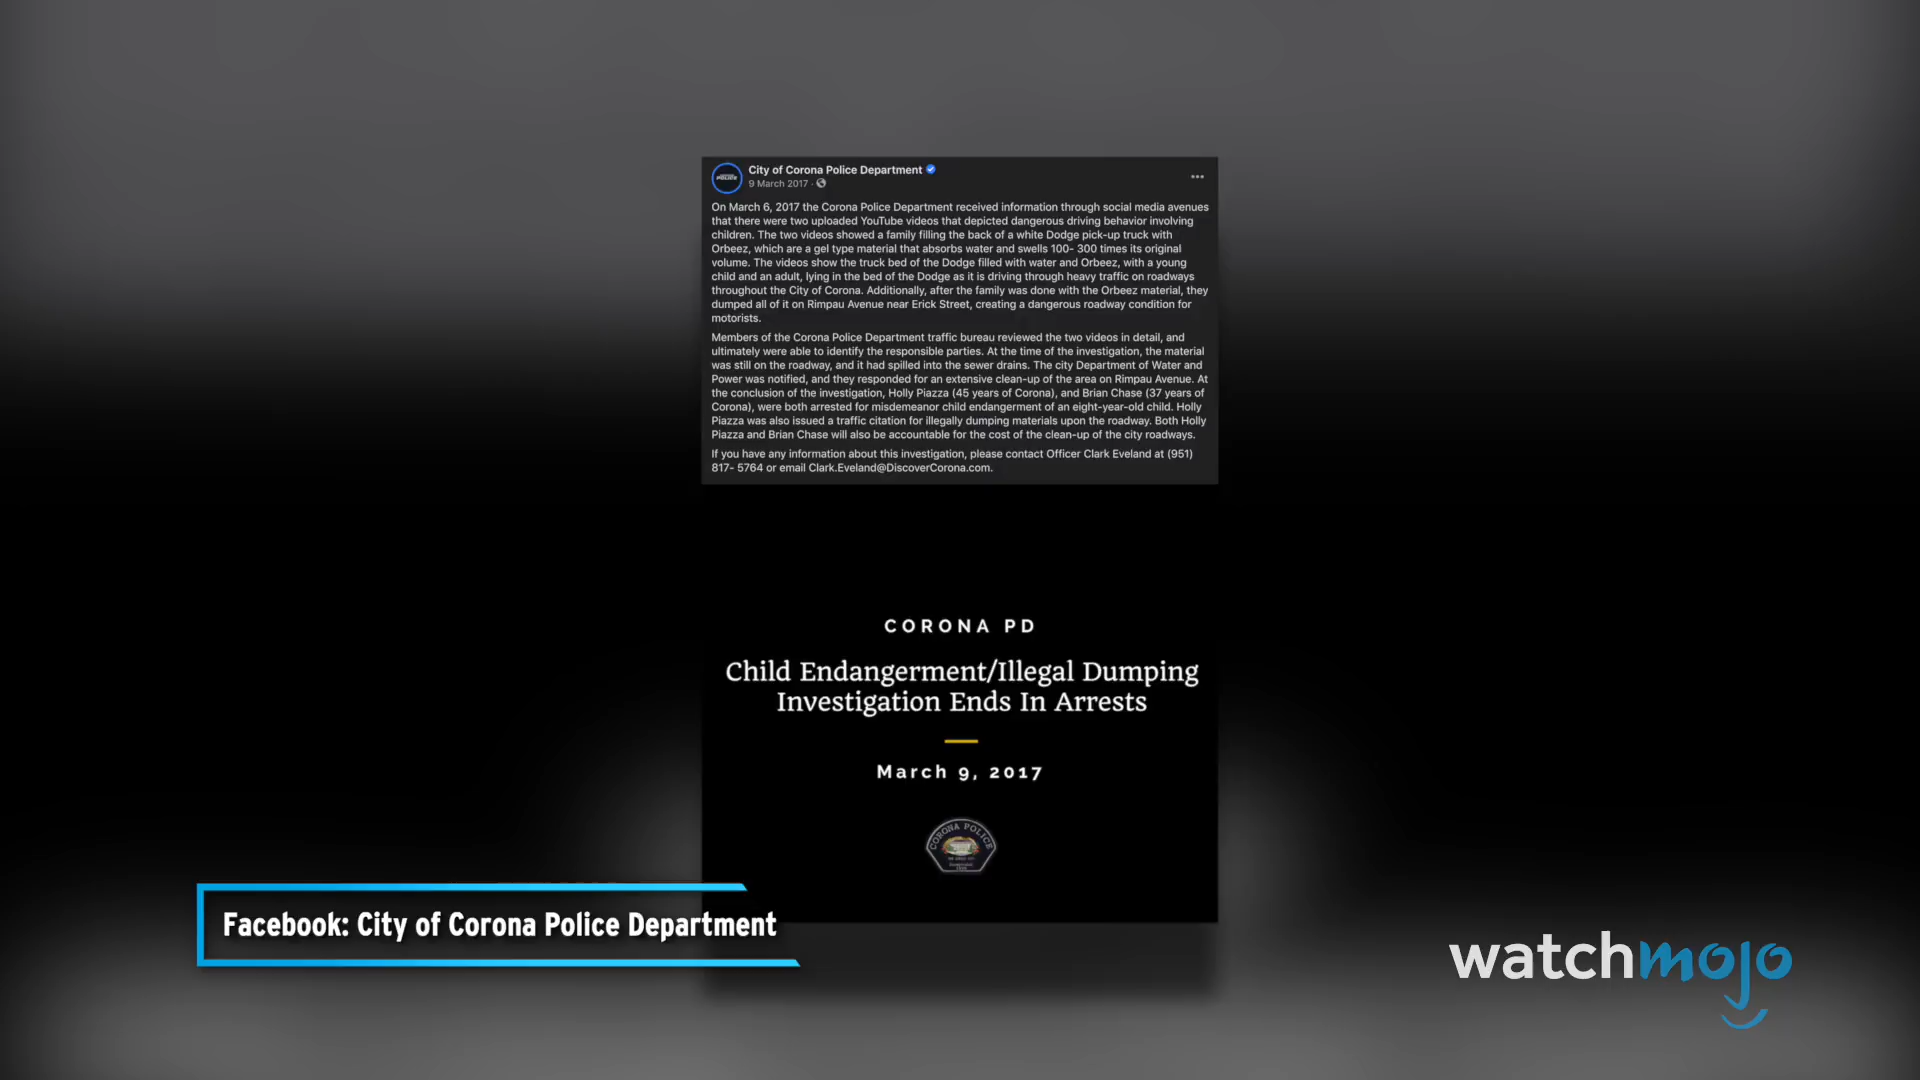 City of Corona Police Department
9 March 2017 ·
On March 6, 2017 the Corona Police Department received information through social media avenues
that there were two uploaded YouTube videos that depicted dangerous driving behavior involving
children. The two videos showed a family filling the back of a white Dodge pick-up truck with
Orbeez, which are a gel type material that absorbs water and swells 100- 300 times its original
volume. The videos show the truck bed of the Dodge filled with water and Orbeez, with a young
child and an adult, lying in the bed of the Dodge as it is driving through heavy traffic on roadways
throughout the City of Corona. Additionally, after the family was done with the Orbeez material, they
dumped all of it on Rimpau Avenue near Erick Street, creating a dangerous roadway condition for
motorists.
Members of the Corona Police Department traffic bureau reviewed the two videos in detail, and
ultimately were able to identify the responsible parties. At the time of the investigation, the material
was still on the roadway, and it had spilled into the sewer drains. The city Department of Water and
Power was notified, and they responded for an extensive clean-up of the area on Rimpau Avenue. At
the conclusion of the investigation, Holly Piazza (45 years of Corona), and Brian Chase (37 years of
Corona), were both arrested for misdemeanor child endangerment of an eight-year-old child. Holly
Piazza was also issued a traffic citation for illegally dumping materials upon the roadway. Both Holly
Piazza and Brian Chase will also be accountable for the cost of the clean-up of the city roadways.
If you have any information about this investigation, please contact Officer Clark Eveland at (951)
817- 5764 or email Clark.Eveland@DiscoverCorona.com.
CORONA PD
Child Endangerment/Illegal Dumping
Investigation Ends In Arrests
March 9, 2017
CORONA POLICE
Facebook: City of Corona Police Department
watchmojo